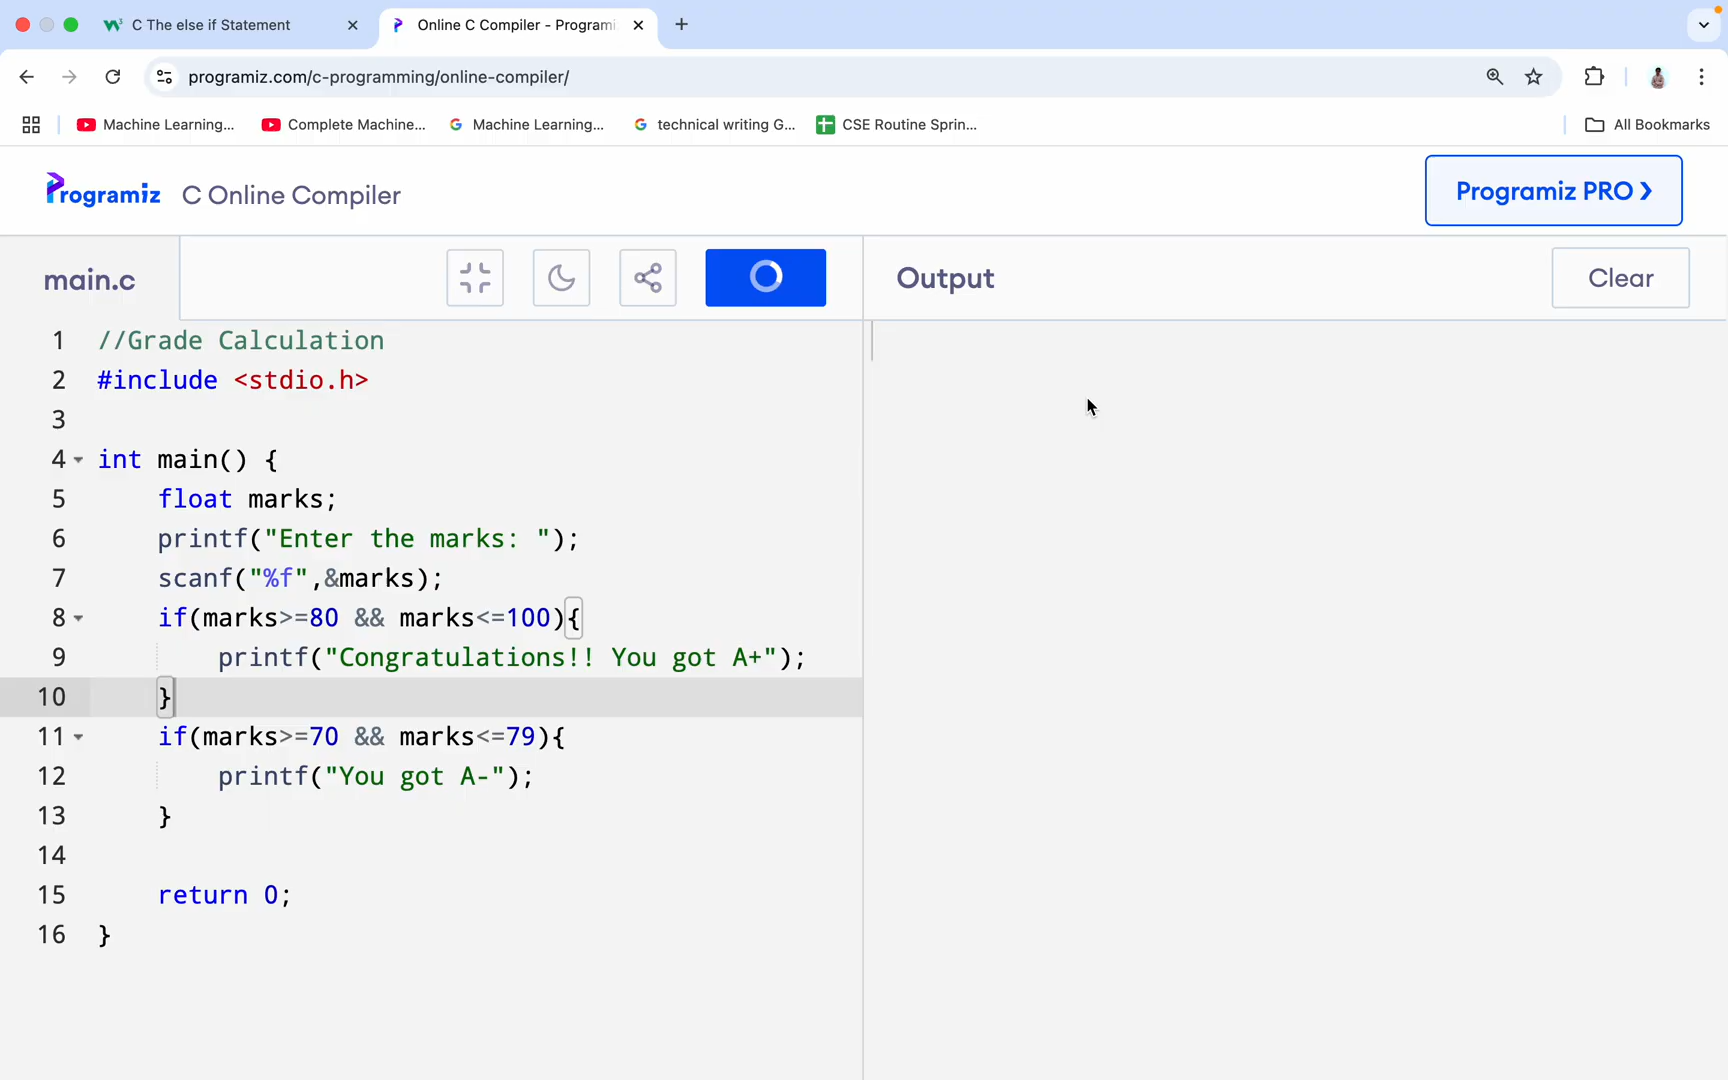 C The else if Statement
Online C Compiler - Programi
programiz.com/c-programming/online-compiler/
Machine Learning...
Complete Machine...
Machine Learning...
technical writing G...
CSE Routine Sprin...
All Bookmarks
Programiz
C Online Compiler
Programiz PRO ❯
main.c
Output
Clear
1 //Grade Calculation
2 #include <stdio.h>
3
4 int main() {
5     float marks;
6     printf("Enter the marks: ");
7     scanf("%f",&marks);
8     if(marks>=80 && marks<=100){
9         printf("Congratulations!! You got A+");
10     }
11     if(marks>=70 && marks<=79){
12         printf("You got A-");
13     }
14
15     return 0;
16 }